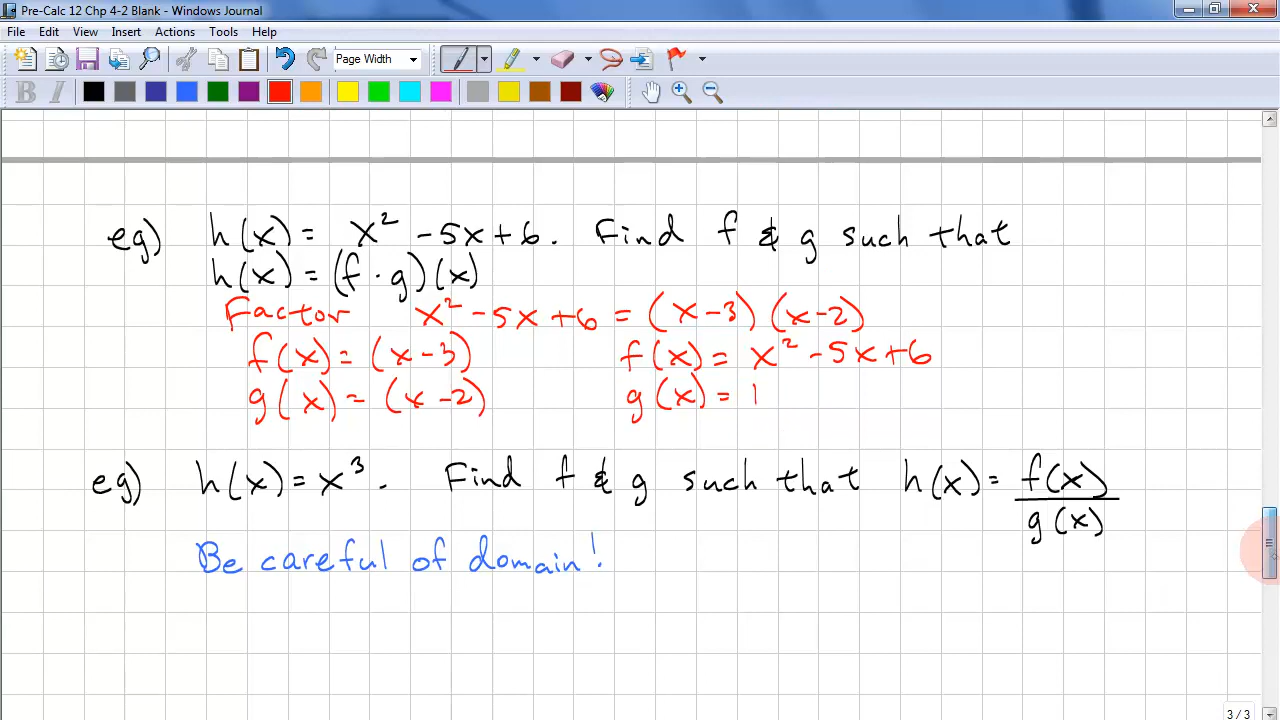 Pre-Calc 12 Chp 4-2 Blank - Windows Journal
File Edit View Insert Actions Tools Help
Page Width
B I
eg) h(x) = x² - 5x + 6. Find f & g such that
h(x) = (f · g)(x)
Factor x² - 5x + 6 = (x - 3)(x - 2)
f(x) = (x - 3) f(x) = x² - 5x + 6
g(x) = (x - 2) g(x) = 1
eg) h(x) = x³. Find f & g such that h(x) = f(x)
g(x)
Be careful of domain!
3/3